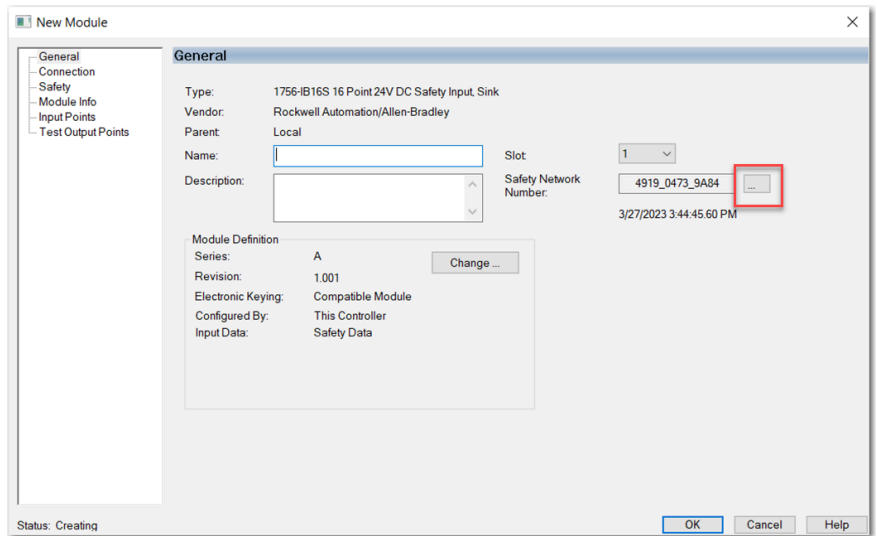 New Module
General
Connection
Safety
Module Info
Input Points
Test Output Points
General
Type: 1756-IB16S 16 Point 24V DC Safety Input, Sink
Vendor: Rockwell Automation/Allen-Bradley
Parent: Local
Name: Slot: 1
Description: Safety Network Number: 4919_0473_9A84 ...
3/27/2023 3:44:45.60 PM
Module Definition
Series: A Change ...
Revision: 1.001
Electronic Keying: Compatible Module
Configured By: This Controller
Input Data: Safety Data
Status: Creating OK Cancel Help